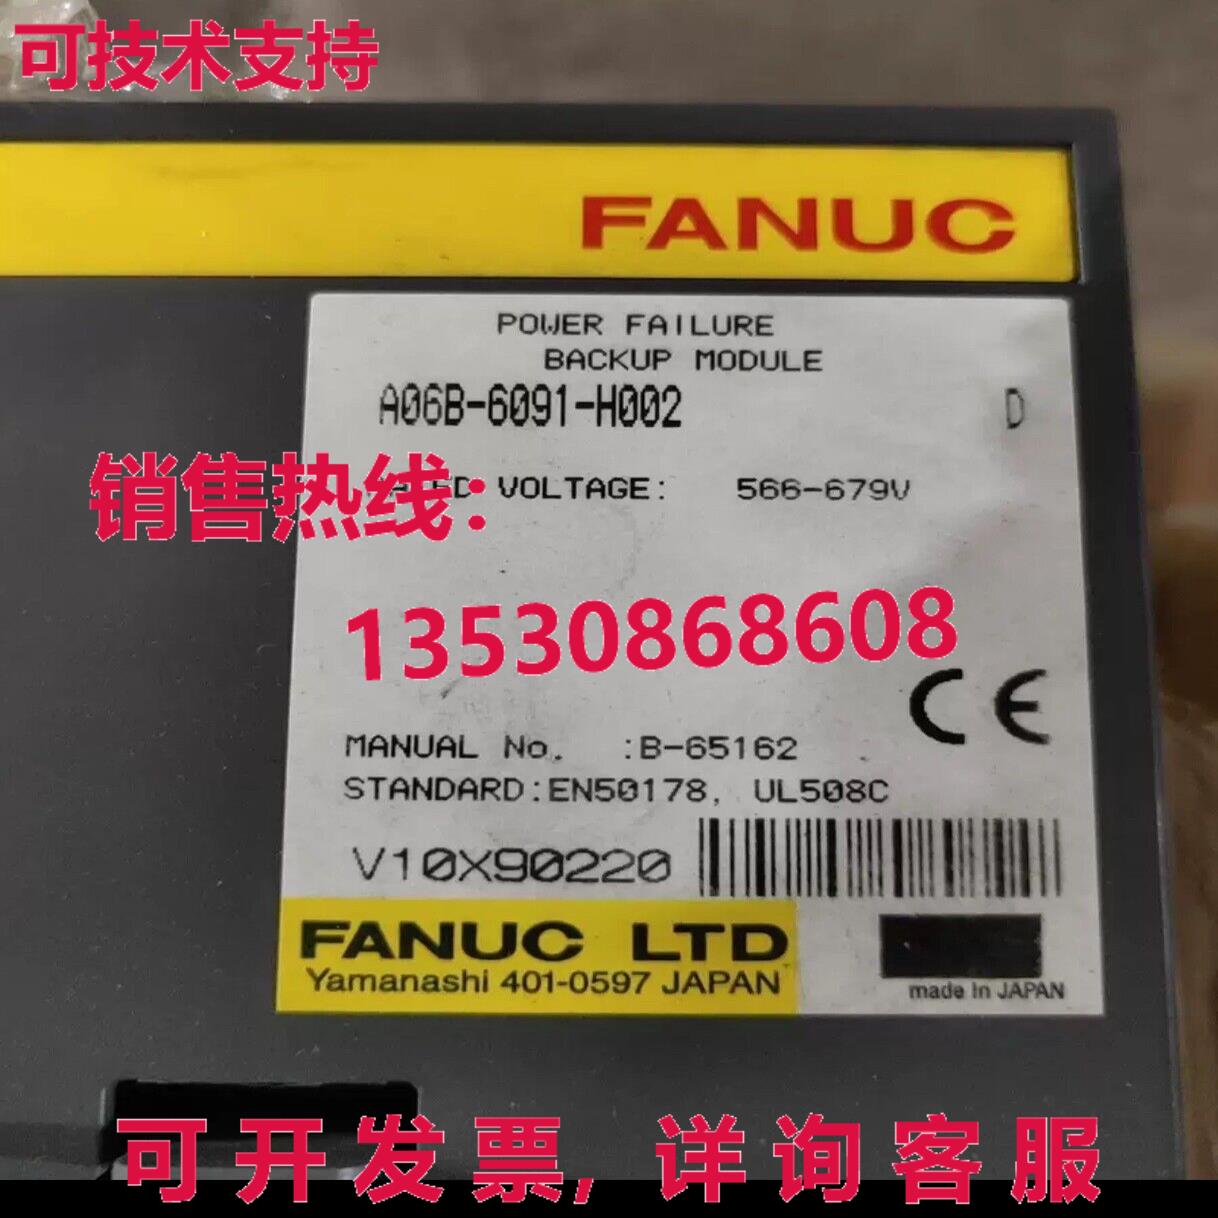 可技术支持
FANUC
POWER FAILURE
BACKUP MODULE
A06B-6091-H002 D
销售热线:
VOLTAGE: 566-679V
13530868608
CE
MANUAL No. :B-65162
STANDARD:EN50178, UL508C
V10X90220
FANUC LTD
Yamanashi 401-0597 JAPAN
made in JAPAN
可开发票,详询客服